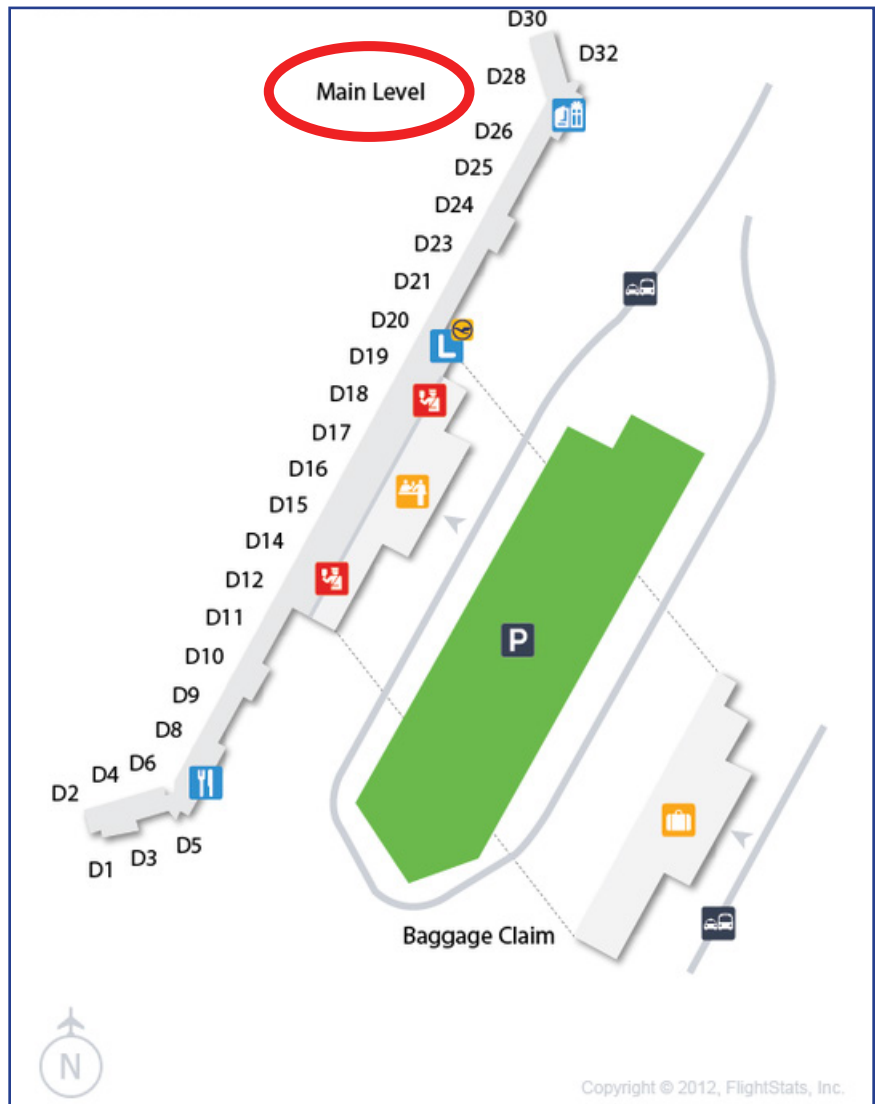 D30
D32
Main Level
D28
D26
D25
D24
D23
D21
D20
L
D19
D18
D17
D16
D15
D14
D12
D11
P
D10
D9
D8
D6
D4
D2
D5
D3
D1
Baggage Claim
N
Copyright © 2012, FlightStats, Inc.